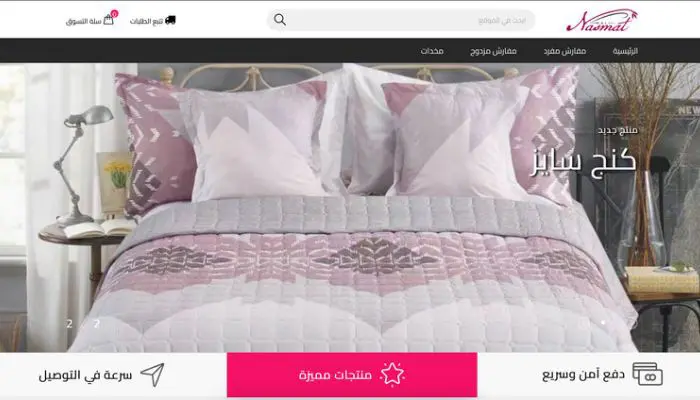 Nasmat
ابحث في الموقع
تتبع الطلبات
سلة التسوق
0
الرئيسية
مفارش مفرد
مفارش مزدوج
مخدات
منتج جديد
كنج سايز
2 2
دفع آمن وسريع
منتجات مميزة
سرعة في التوصيل